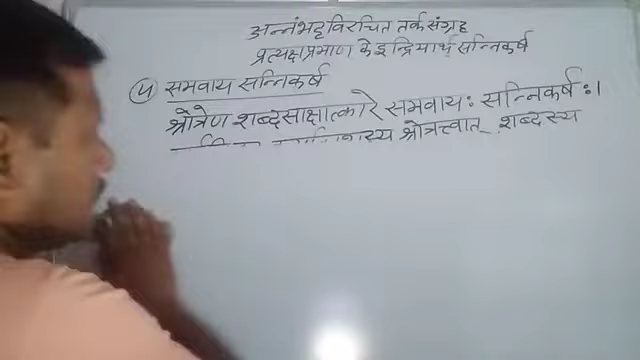 अन्नंभट्टविरचित तर्कसंग्रह
प्रत्यक्षप्रमाण के इन्द्रियार्थ सन्निकर्ष
(4) समवाय सन्निकर्ष
श्रोत्रेण शब्दसाक्षात्कारे समवायः सन्निकर्षः।
श्रोत्रत्वात् शब्दस्य